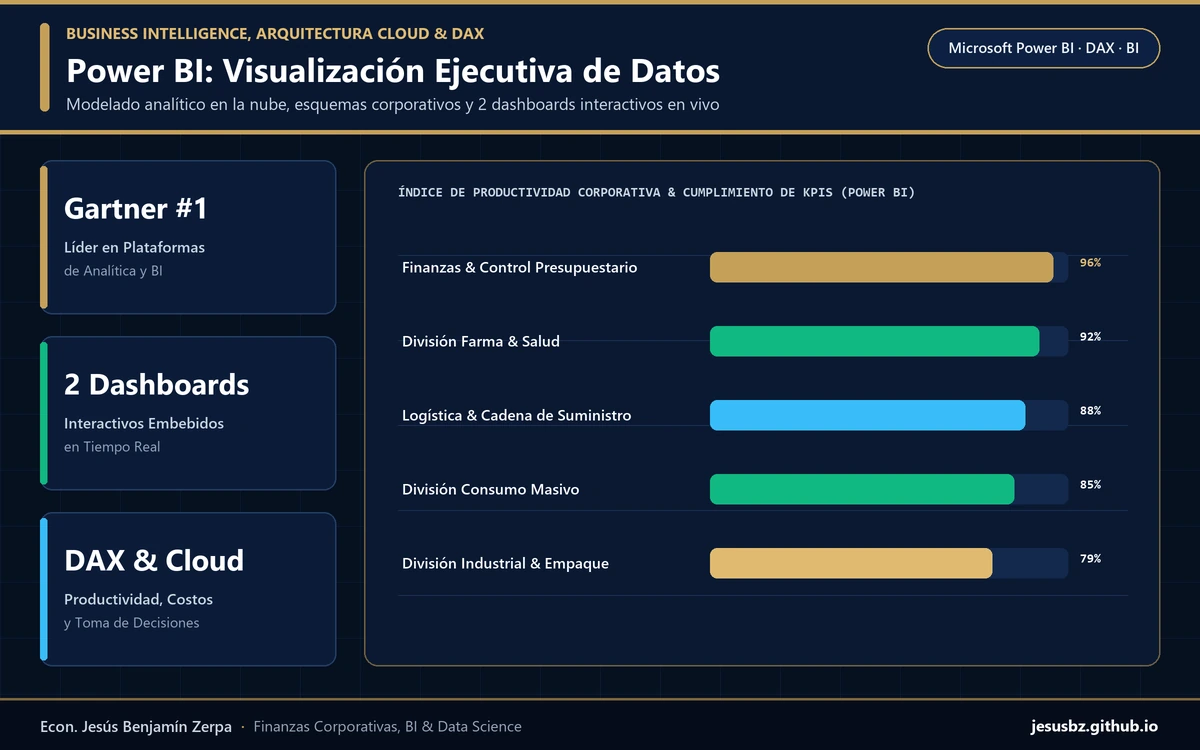 BUSINESS INTELLIGENCE, ARQUITECTURA CLOUD & DAX
Power BI: Visualización Ejecutiva de Datos
Modelado analítico en la nube, esquemas corporativos y 2 dashboards interactivos en vivo
Microsoft Power BI · DAX · BI
Gartner #1
Líder en Plataformas
de Analítica y BI
2 Dashboards
Interactivos Embebidos
en Tiempo Real
DAX & Cloud
Productividad, Costos
y Toma de Decisiones
ÍNDICE DE PRODUCTIVIDAD CORPORATIVA & CUMPLIMIENTO DE KPIS (POWER BI)
Finanzas & Control Presupuestario 96%
División Farma & Salud 92%
Logística & Cadena de Suministro 88%
División Consumo Masivo 85%
División Industrial & Empaque 79%
Econ. Jesús Benjamín Zerpa · Finanzas Corporativas, BI & Data Science
jesusbz.github.io